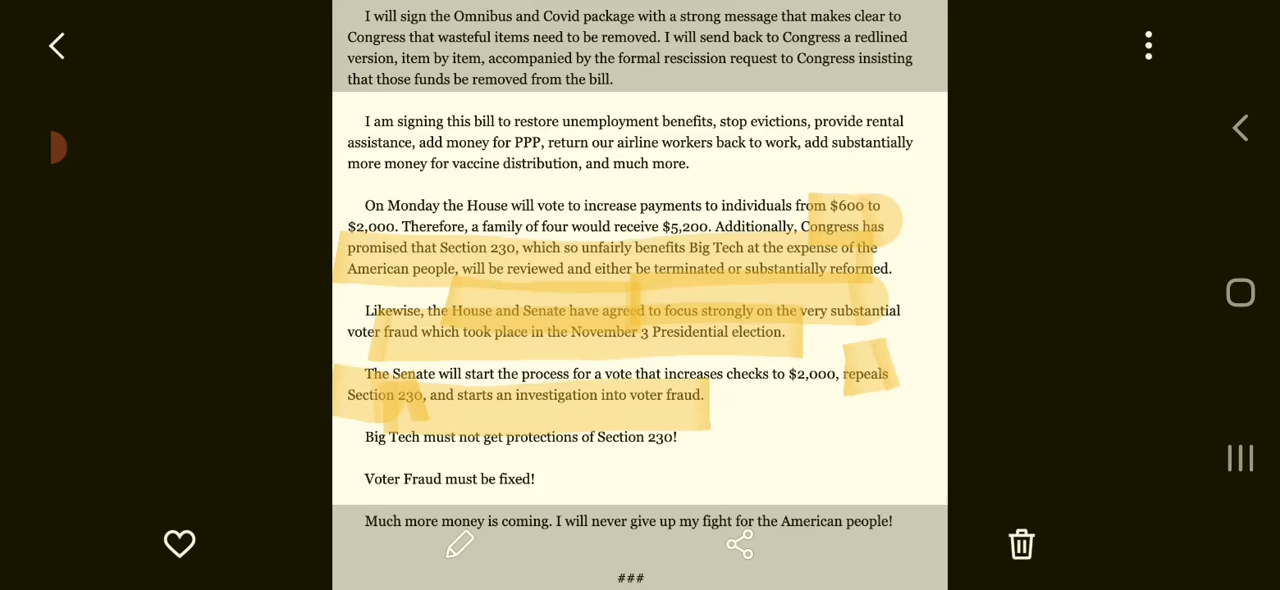 I will sign the Omnibus and Covid package with a strong message that makes clear to
Congress that wasteful items need to be removed. I will send back to Congress a redlined
version, item by item, accompanied by the formal rescission request to Congress insisting
that those funds be removed from the bill.
I am signing this bill to restore unemployment benefits, stop evictions, provide rental
assistance, add money for PPP, return our airline workers back to work, add substantially
more money for vaccine distribution, and much more.
On Monday the House will vote to increase payments to individuals from $600 to
$2,000. Therefore, a family of four would receive $5,200. Additionally, Congress has
promised that Section 230, which so unfairly benefits Big Tech at the expense of the
American people, will be reviewed and either be terminated or substantially reformed.
Likewise, the House and Senate have agreed to focus strongly on the very substantial
voter fraud which took place in the November 3 Presidential election.
The Senate will start the process for a vote that increases checks to $2,000, repeals
Section 230, and starts an investigation into voter fraud.
Big Tech must not get protections of Section 230!
Voter Fraud must be fixed!
Much more money is coming. I will never give up my fight for the American people!
###